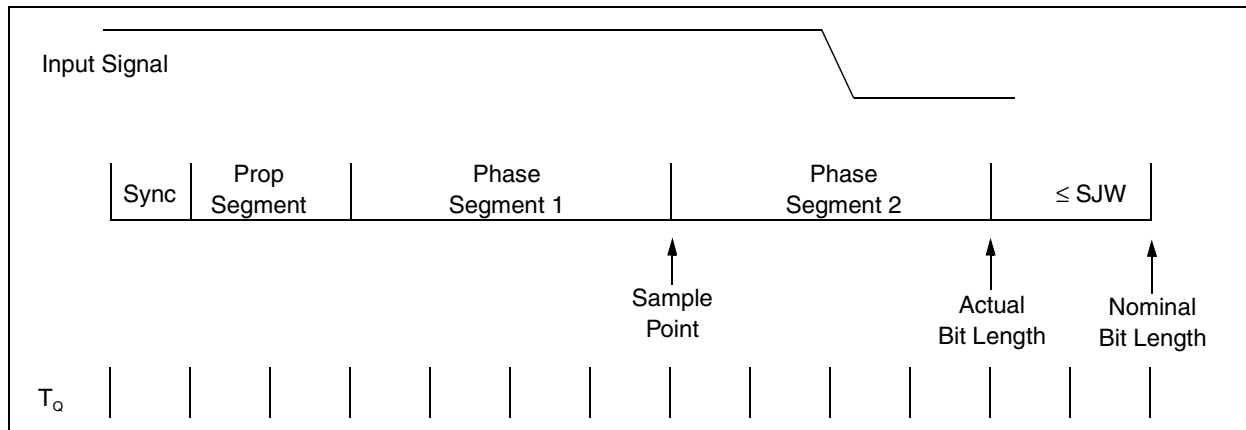 Input Signal
Sync
Prop
Segment
Phase
Segment 1
Phase
Segment 2
≤ SJW
Sample
Point
Actual
Bit Length
Nominal
Bit Length
TQ